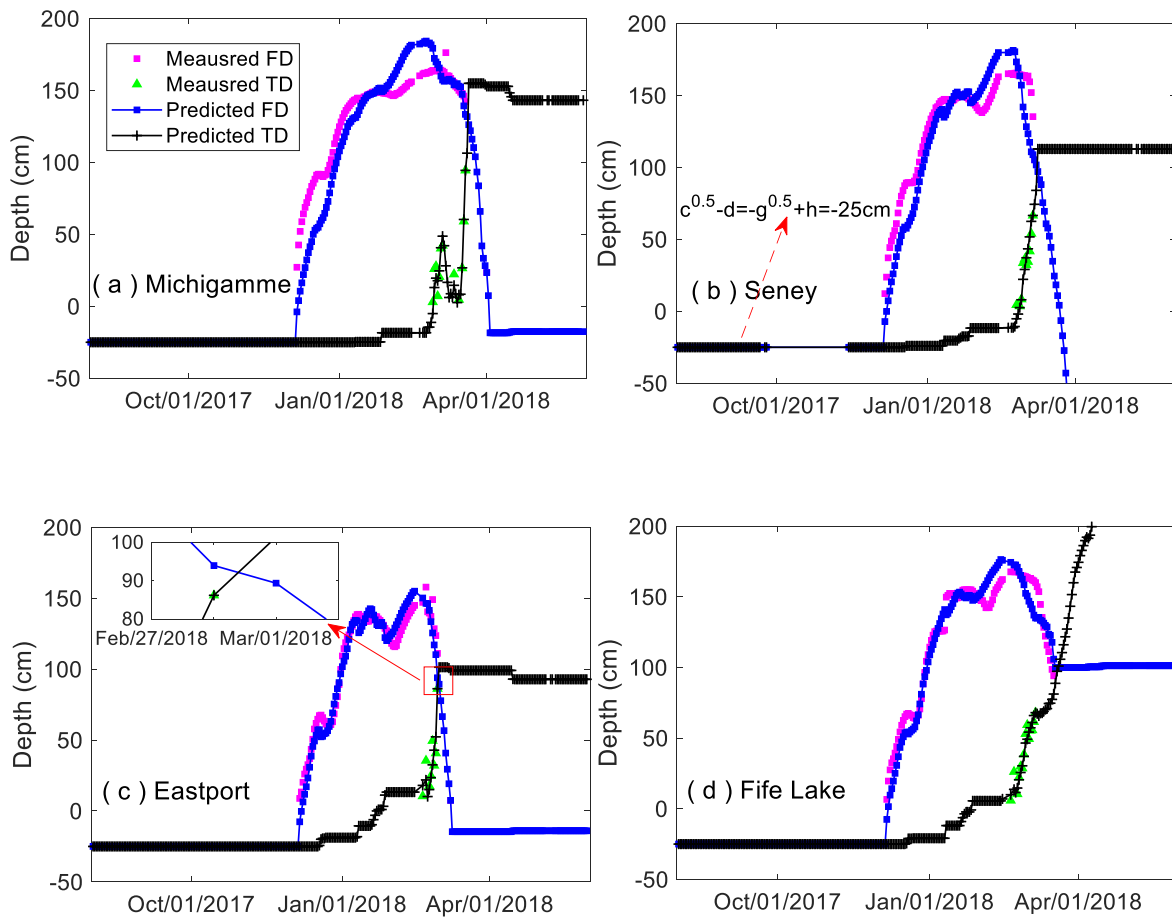 200
150
100
50
0
-50
Depth (cm)
Meausred FD
Meausred TD
Predicted FD
Predicted TD
( a ) Michigamme
Oct/01/2017 Jan/01/2018 Apr/01/2018
200
150
100
50
0
-50
Depth (cm)
c^0.5-d=-g^0.5+h=-25cm
( b ) Seney
Oct/01/2017 Jan/01/2018 Apr/01/2018
200
150
100
50
0
-50
Depth (cm)
100
90
80
Feb/27/2018 Mar/01/2018
( c ) Eastport
Oct/01/2017 Jan/01/2018 Apr/01/2018
200
150
100
50
0
-50
Depth (cm)
( d ) Fife Lake
Oct/01/2017 Jan/01/2018 Apr/01/2018